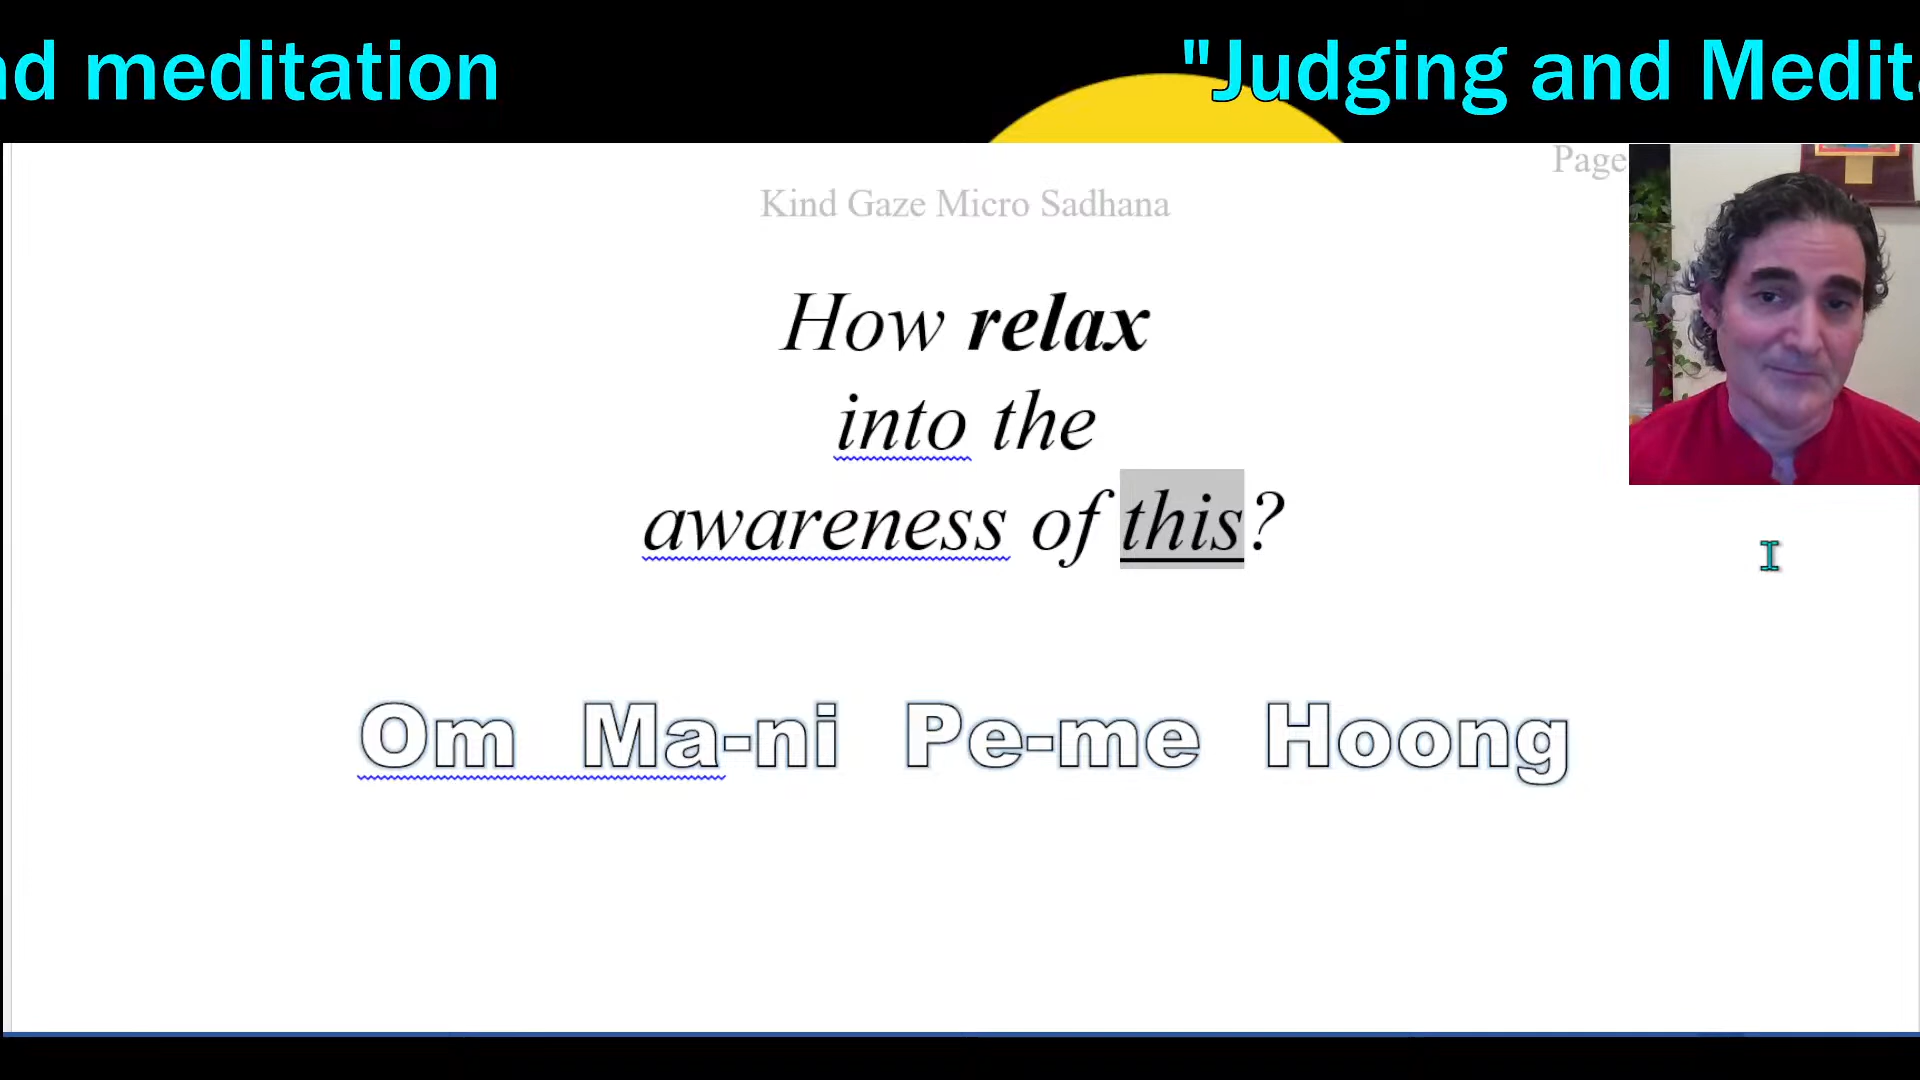 nd meditation "Judging and Medit
Page
Kind Gaze Micro Sadhana
How relax
into the
awareness of this?
Om Ma-ni Pe-me Hoong